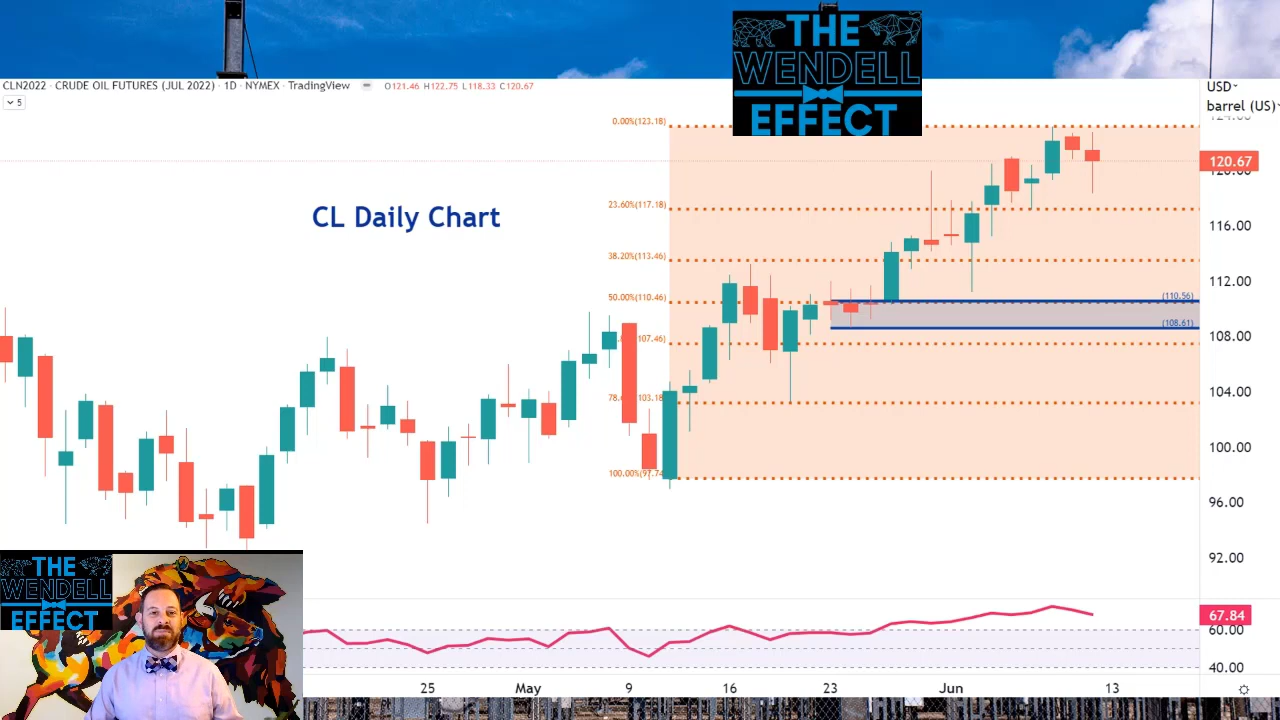 THE
WENDELL
EFFECT
CLN2022 · CRUDE OIL FUTURES (JUL 2022) · 1D · NYMEX · TradingView O121.46 H122.75 L118.33 C120.67
5
USD
barrel (US)
0.00%(123.18)
120.67
23.60%(117.18)
CL Daily Chart
116.00
38.20%(113.46)
112.00
50.00%(110.46)
(110.56)
(108.61)
108.00
107.46)
104.00
103.18)
100.00
100.00%(97.74
96.00
92.00
THE
WENDELL
EFFECT
67.84
60.00
40.00
25 May 9 16 23 Jun 13